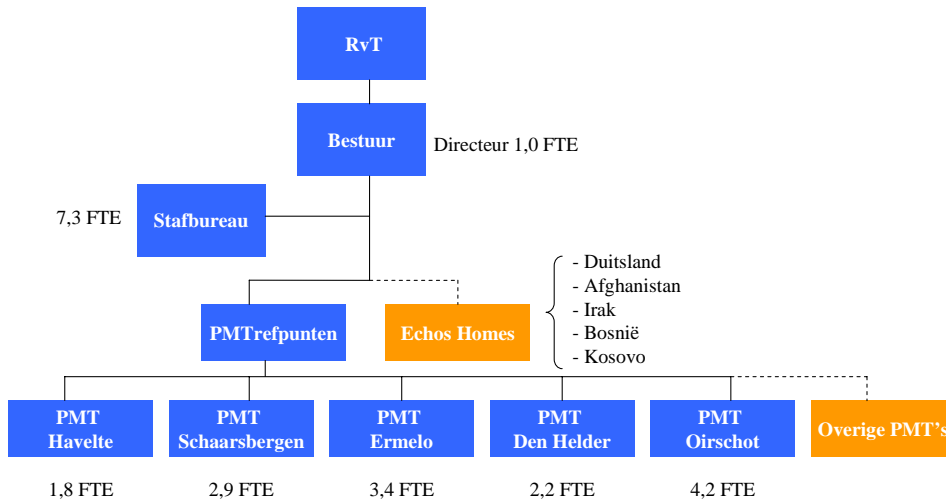 RvT
Bestuur
Directeur 1,0 FTE
7,3 FTE
Stafbureau
- Duitsland
- Afghanistan
- Irak
- Bosnië
- Kosovo
PMTrefpunten
Echos Homes
PMT
Havelte
PMT
Schaarsbergen
PMT
Ermelo
PMT
Den Helder
PMT
Oirschot
Overige PMT's
1,8 FTE
2,9 FTE
3,4 FTE
2,2 FTE
4,2 FTE